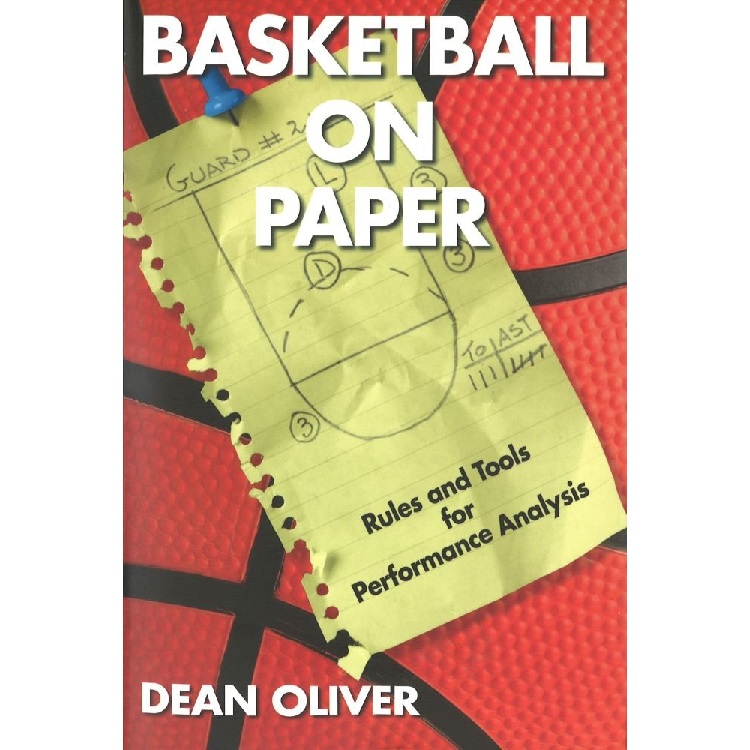 BASKETBALL
ON
PAPER
GUARD #2
L
3
D
3
TO AST
3
Rules and Tools
for
Performance Analysis
DEAN OLIVER